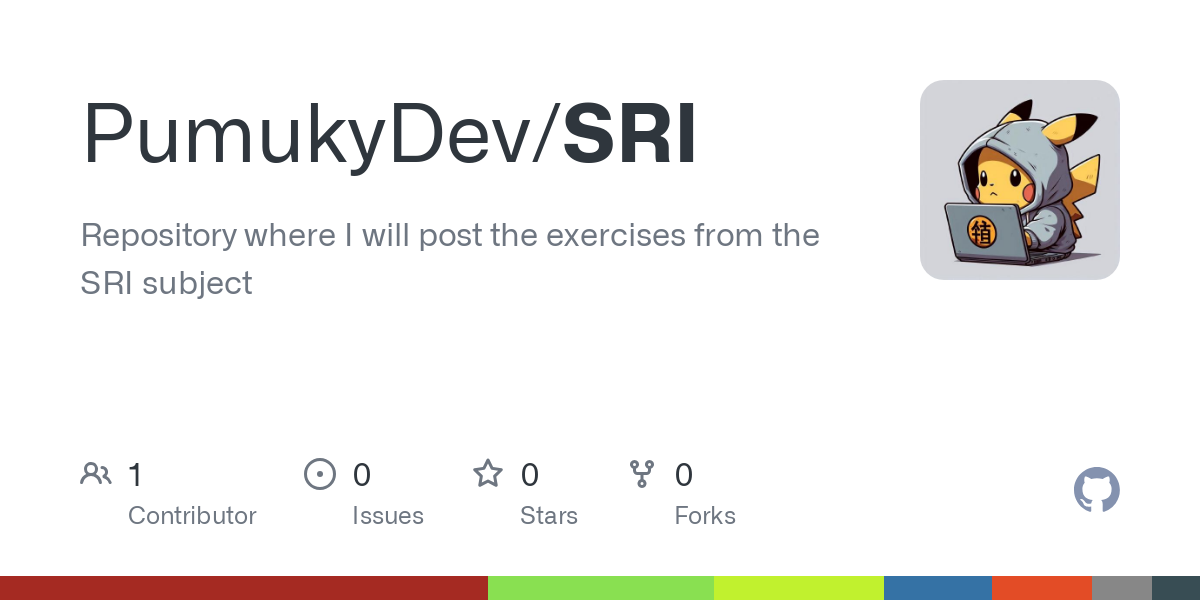 PumukyDev/SRI
Repository where I will post the exercises from the
SRI subject
1
Contributor
0
Issues
0
Stars
0
Forks